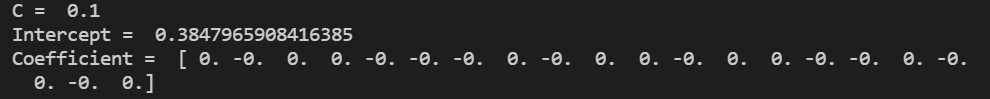 C =  0.1
Intercept =  0.3847965908416385
Coefficient =  [ 0. -0.  0.  0. -0. -0. -0.  0. -0.  0.  0. -0.  0.  0. -0. -0.  0. -0.
  0. -0.  0.]